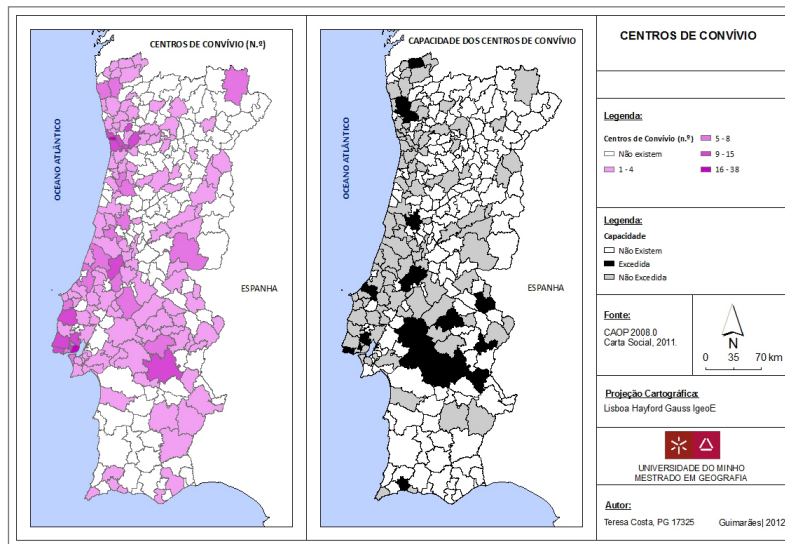 CENTROS DE CONVÍVIO (N.º)
OCEANO ATLÂNTICO
ESPANHA
CAPACIDADE DOS CENTROS DE CONVÍVIO
OCEANO ATLÂNTICO
ESPANHA
CENTROS DE CONVÍVIO
Legenda:
Centros de Convívio (n.º)
Não existem
1 - 4
5 - 8
9 - 15
16 - 38
Legenda:
Capacidade
Não Existem
Excedida
Não Excedida
Fonte:
CAOP 2008.0
Carta Social, 2011.
N
0 35 70 km
Projeção Cartográfica:
Lisboa Hayford Gauss IgeoE
UNIVERSIDADE DO MINHO
MESTRADO EM GEOGRAFIA
Autor:
Teresa Costa, PG 17325 Guimarães| 2012